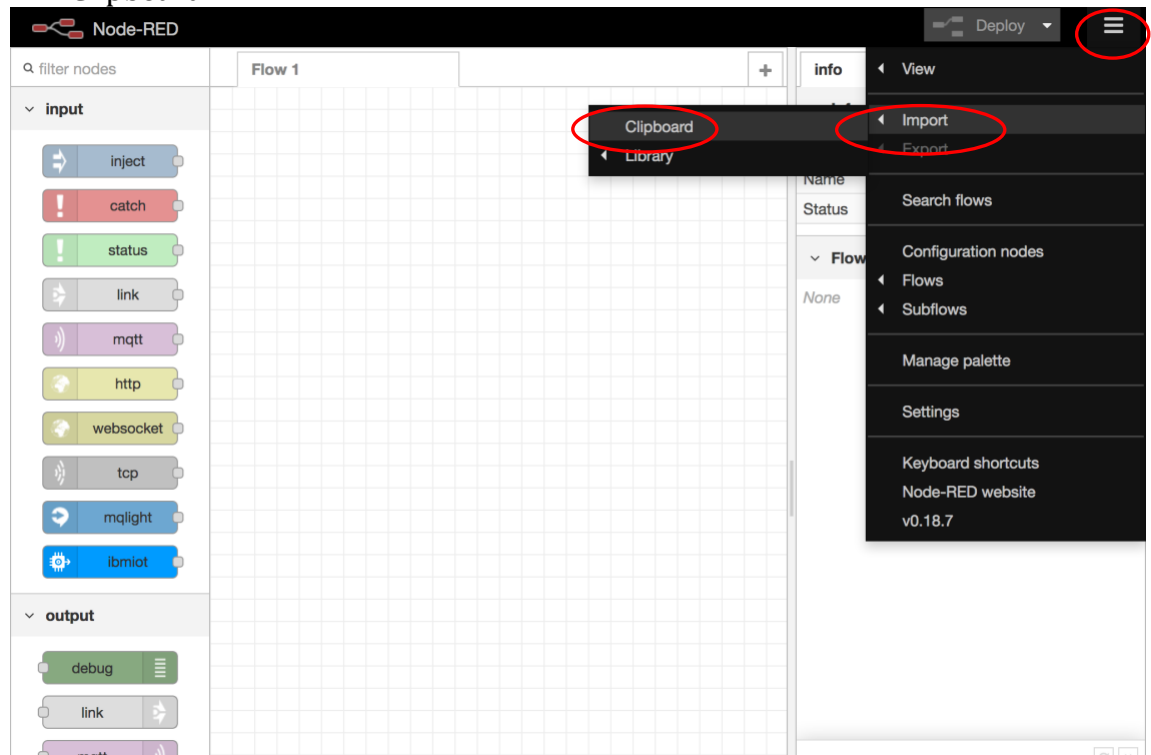 Clipboard
Node-RED
Deploy
filter nodes
Flow 1
+
info
View
input
Clipboard
Import
Library
Export
inject
Name
catch
Status
Search flows
status
Flow
Configuration nodes
link
None
Flows
Subflows
mqtt
Manage palette
http
Settings
websocket
Keyboard shortcuts
tcp
Node-RED website
mqlight
v0.18.7
ibmiot
output
debug
link